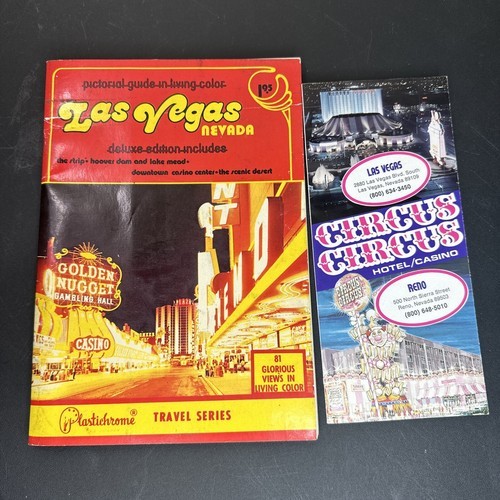 pictorial guide in living color
1.95
Las Vegas
NEVADA
deluxe edition includes
the strip • hoover dam and lake mead •
downtown casino center • the scenic desert
NT
GOLDEN
NUGGET
GAMBLING HALL
CASINO
81
GLORIOUS
VIEWS IN
LIVING COLOR
Plastichrome® TRAVEL SERIES
LAS VEGAS
2880 Las Vegas Blvd. South
Las Vegas, Nevada 89109
(800) 634-3450
CIRCUS
CIRCUS
HOTEL/CASINO
RENO
500 North Sierra Street
Reno, Nevada 89503
(800) 648-5010
CIRCUS